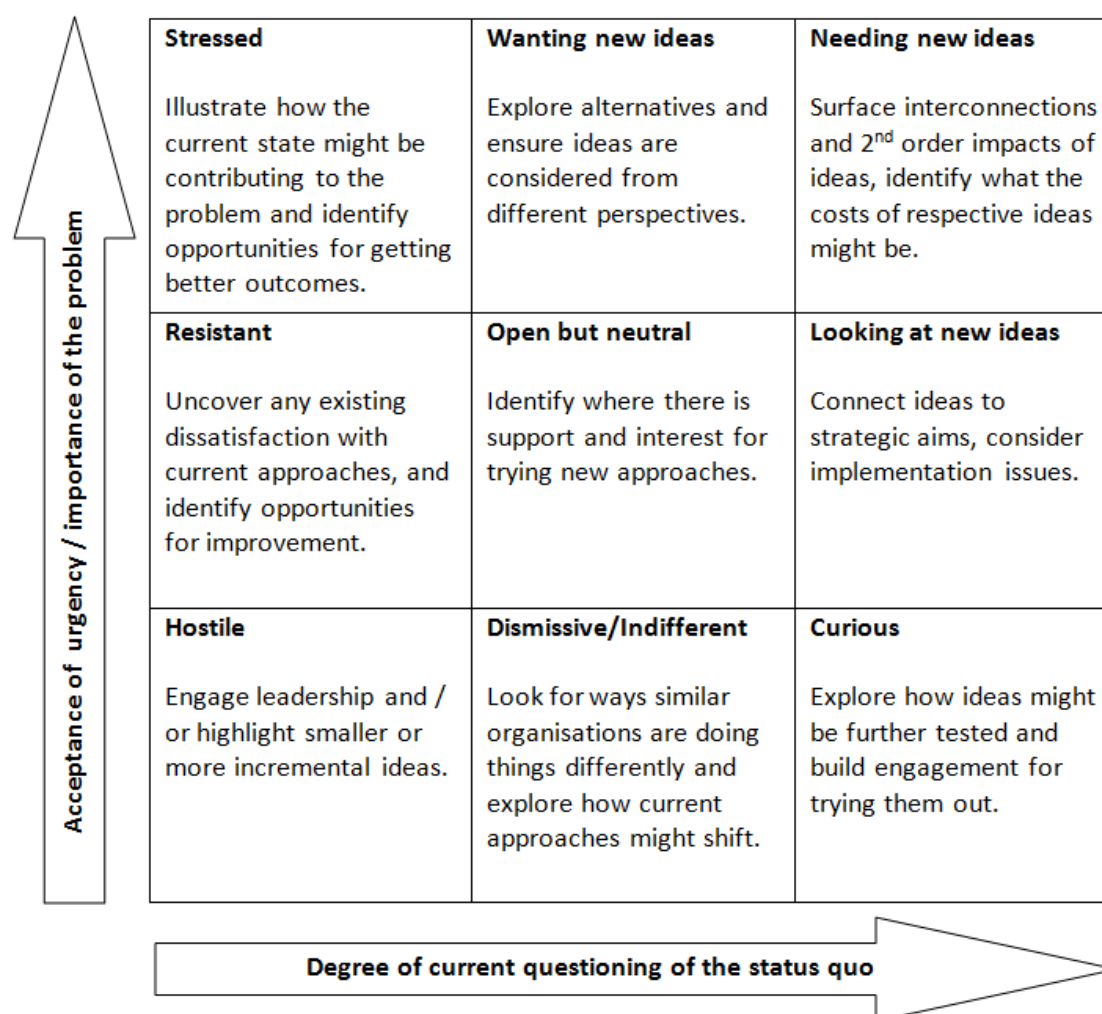 Acceptance of urgency / importance of the problem
Stressed
Illustrate how the
current state might be
contributing to the
problem and identify
opportunities for getting
better outcomes.
Wanting new ideas
Explore alternatives and
ensure ideas are
considered from
different perspectives.
Needing new ideas
Surface interconnections
and 2nd order impacts of
ideas, identify what the
costs of respective ideas
might be.
Resistant
Uncover any existing
dissatisfaction with
current approaches, and
identify opportunities
for improvement.
Open but neutral
Identify where there is
support and interest for
trying new approaches.
Looking at new ideas
Connect ideas to
strategic aims, consider
implementation issues.
Hostile
Engage leadership and /
or highlight smaller or
more incremental ideas.
Dismissive/Indifferent
Look for ways similar
organisations are doing
things differently and
explore how current
approaches might shift.
Curious
Explore how ideas might
be further tested and
build engagement for
trying them out.
Degree of current questioning of the status quo